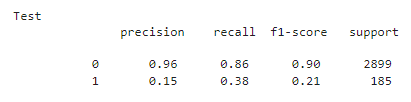 Test
precision recall f1-score support
0 0.96 0.86 0.90 2899
1 0.15 0.38 0.21 185